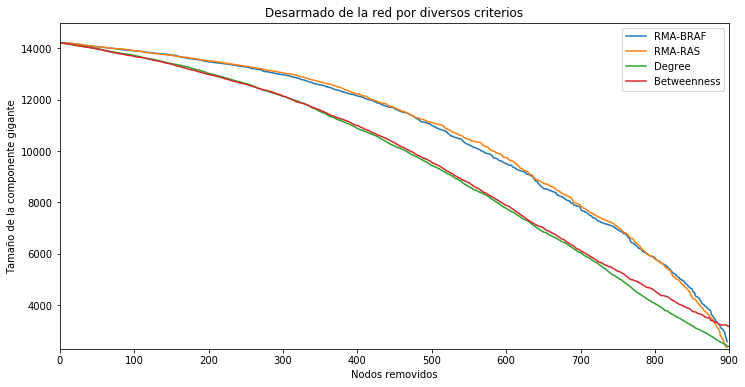 Desarmado de la red por diversos criterios
RMA-BRAF
RMA-RAS
Degree
Betweenness
Tamaño de la componente gigante
14000
12000
10000
8000
6000
4000
0 100 200 300 400 500 600 700 800 900
Nodos removidos